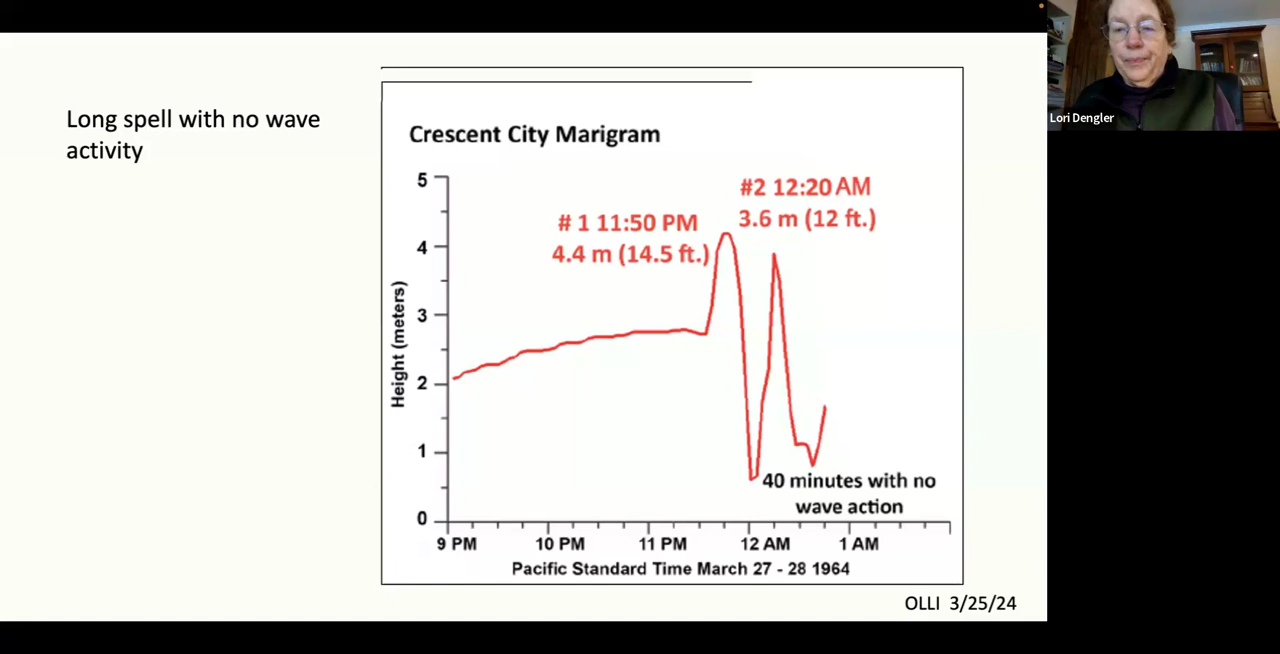 Long spell with no wave
activity
Crescent City Marigram
5
4
3
2
1
0
Height (meters)
# 1 11:50 PM
4.4 m (14.5 ft.)
#2 12:20 AM
3.6 m (12 ft.)
40 minutes with no
wave action
9 PM
10 PM
11 PM
12 AM
1 AM
Pacific Standard Time March 27 - 28 1964
OLLI 3/25/24
Lori Dengler